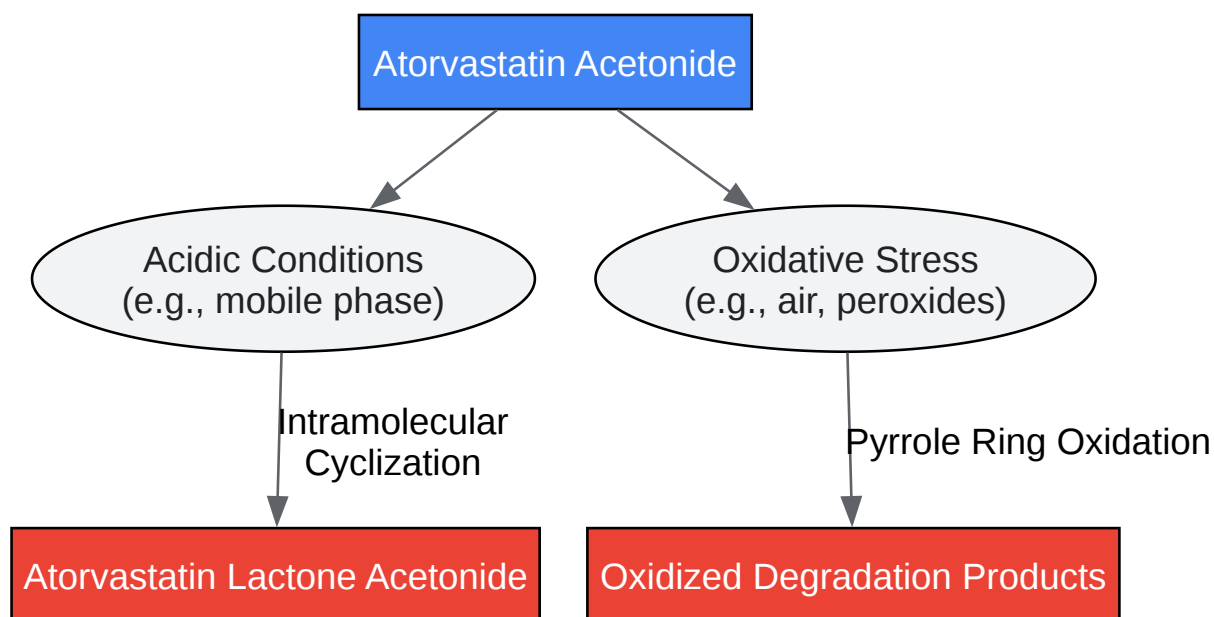 Atorvastatin Acetonide
Acidic Conditions
(e.g., mobile phase)
Oxidative Stress
(e.g., air, peroxides)
Intramolecular
Cyclization
Pyrrole Ring Oxidation
Atorvastatin Lactone Acetonide
Oxidized Degradation Products